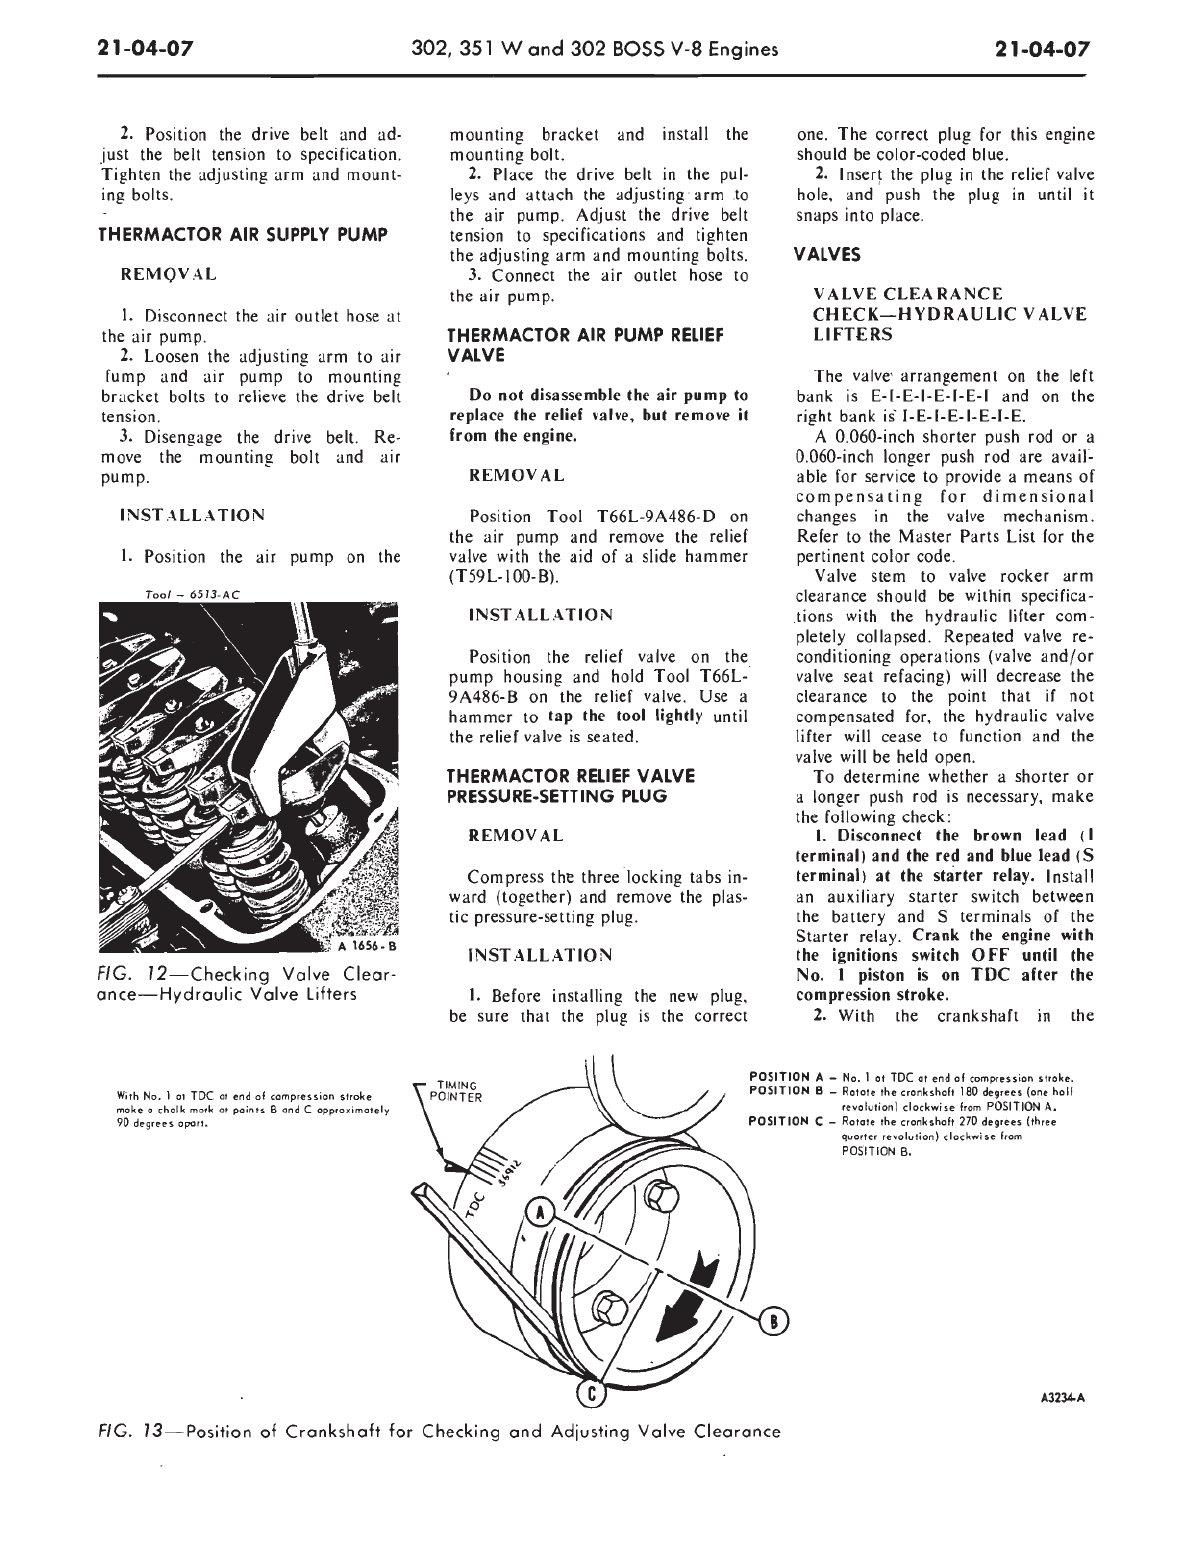 21-04-07
302, 351 W and 302 BOSS V-8 Engines
21-04-07
2. Position the drive belt and ad-
just the belt tension to specification.
Tighten the adjusting arm and mount-
ing bolts.
THERMACTOR AIR SUPPLY PUMP
REMOVAL
1. Disconnect the air outlet hose at
the air pump.
2. Loosen the adjusting arm to air
fump and air pump to mounting
bracket bolts to relieve the drive belt
tension.
3. Disengage the drive belt. Re-
move the mounting bolt and air
pump.
INSTALLATION
1. Position the air pump on the
Tool - 6513-AC
A 1656-B
FIG. 12—Checking Valve Clear-
ance—Hydraulic Valve Lifters
mounting bracket and install the
mounting bolt.
2. Place the drive belt in the pul-
leys and attach the adjusting arm to
the air pump. Adjust the drive belt
tension to specifications and tighten
the adjusting arm and mounting bolts.
3. Connect the air outlet hose to
the air pump.
THERMACTOR AIR PUMP RELIEF
VALVE
Do not disassemble the air pump to
replace the relief valve, but remove it
from the engine.
REMOVAL
Position Tool T66L-9A486-D on
the air pump and remove the relief
valve with the aid of a slide hammer
(T59L-100-B).
INSTALLATION
Position the relief valve on the
pump housing and hold Tool T66L-
9A486-B on the relief valve. Use a
hammer to tap the tool lightly until
the relief valve is seated.
THERMACTOR RELIEF VALVE
PRESSURE-SETTING PLUG
REMOVAL
Compress the three locking tabs in-
ward (together) and remove the plas-
tic pressure-setting plug.
INSTALLATION
1. Before installing the new plug,
be sure that the plug is the correct
one. The correct plug for this engine
should be color-coded blue.
2. Insert the plug in the relief valve
hole, and push the plug in until it
snaps into place.
VALVES
VALVE CLEARANCE
CHECK—HYDRAULIC VALVE
LIFTERS
The valve arrangement on the left
bank is E-I-E-I-E-I-E-I and on the
right bank is I-E-I-E-I-E-I-E.
A 0.060-inch shorter push rod or a
0.060-inch longer push rod are avail-
able for service to provide a means of
compensating for dimensional
changes in the valve mechanism.
Refer to the Master Parts List for the
pertinent color code.
Valve stem to valve rocker arm
clearance should be within specifica-
tions with the hydraulic lifter com-
pletely collapsed. Repeated valve re-
conditioning operations (valve and/or
valve seat refacing) will decrease the
clearance to the point that if not
compensated for, the hydraulic valve
lifter will cease to function and the
valve will be held open.
To determine whether a shorter or
a longer push rod is necessary, make
the following check:
1. Disconnect the brown lead (I
terminal) and the red and blue lead (S
terminal) at the starter relay. Install
an auxiliary starter switch between
the battery and S terminals of the
Starter relay. Crank the engine with
the ignitions switch OFF until the
No. 1 piston is on TDC after the
compression stroke.
2. With the crankshaft in the
With No. 1 at TDC at end of compression stroke
make a chalk mark at points B and C approximately
90 degrees apart.
TIMING
POINTER
TDC
36912
A
B
C
POSITION A - No. 1 at TDC at end of compression stroke.
POSITION B - Rotate the crankshaft 180 degrees (one half
revolution) clockwise from POSITION A.
POSITION C - Rotate the crankshaft 270 degrees (three
quarter revolution) clockwise from
POSITION B.
A3234-A
FIG. 13—Position of Crankshaft for Checking and Adjusting Valve Clearance